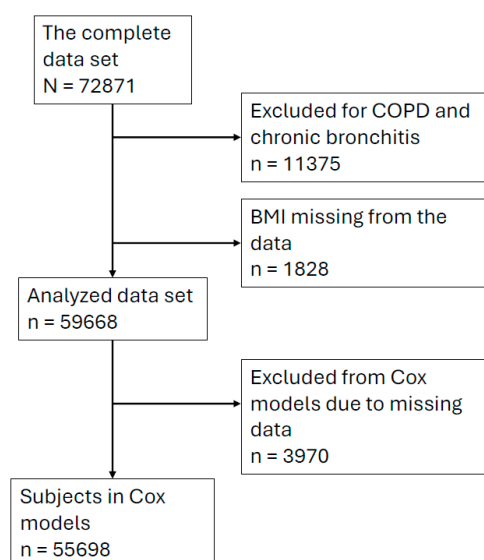 The complete
data set
N = 72871
Excluded for COPD and
chronic bronchitis
n = 11375
BMI missing from the
data
n = 1828
Analyzed data set
n = 59668
Excluded from Cox
models due to missing
data
n = 3970
Subjects in Cox
models
n = 55698